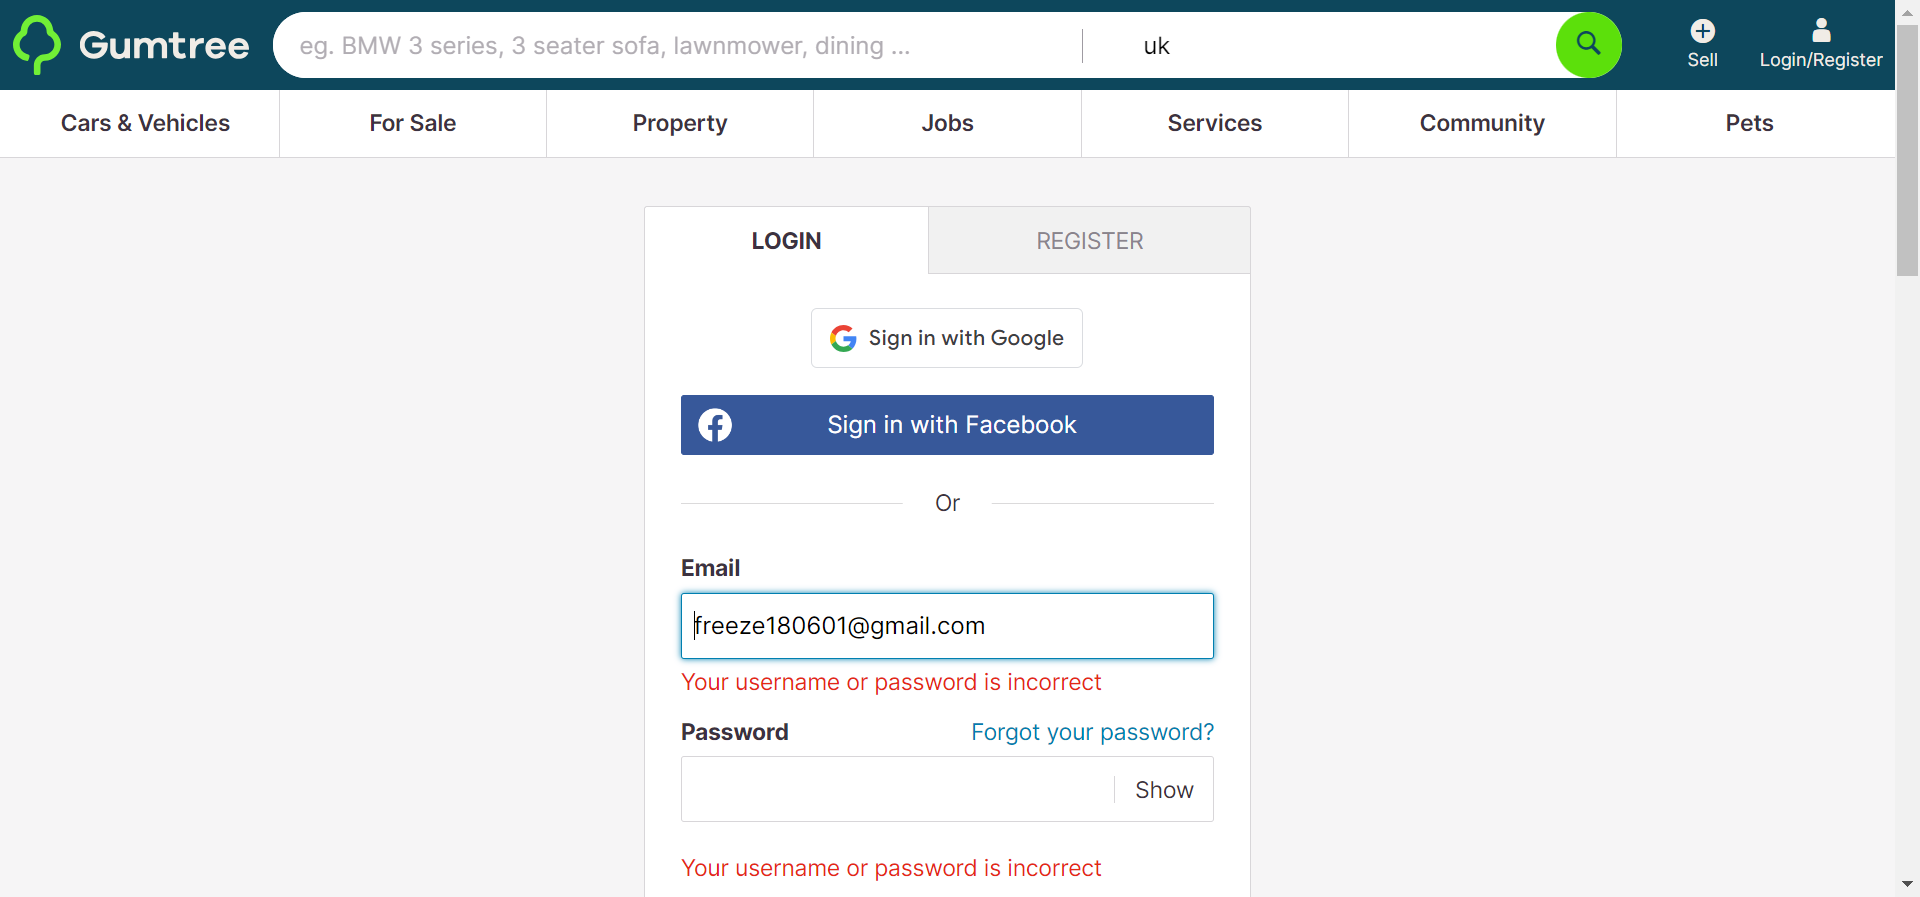 Gumtree
eg. BMW 3 series, 3 seater sofa, lawnmower, dining ...
uk
Sell
Login/Register
Cars & Vehicles
For Sale
Property
Jobs
Services
Community
Pets
LOGIN
REGISTER
Sign in with Google
Sign in with Facebook
Or
Email
freeze180601@gmail.com
Your username or password is incorrect
Password
Forgot your password?
Show
Your username or password is incorrect